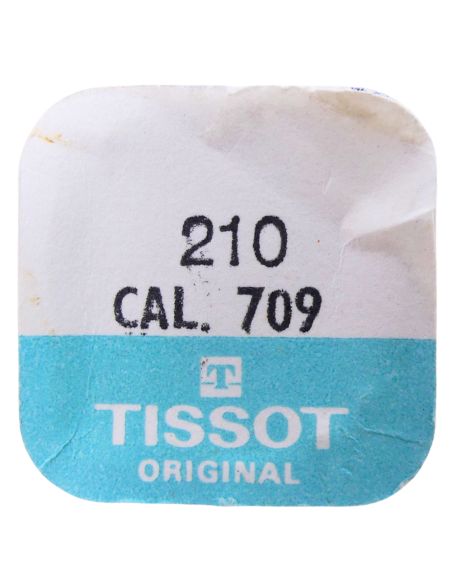 210
CAL. 709
T
TISSOT
ORIGINAL